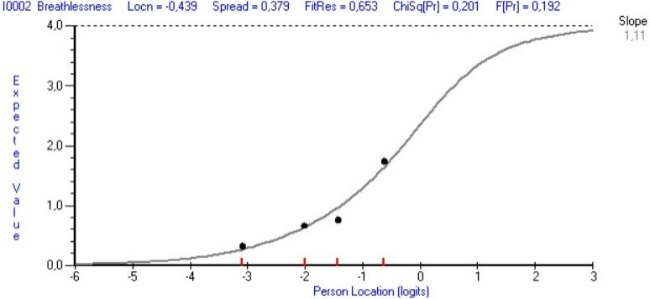 I0002 Breathlessness Locn = -0,439 Spread = 0,379 FitRes = 0,653 ChiSq[Pr] = 0,201 F[Pr] = 0,192
Slope
1,11
Expected Value
4,0
3,0
2,0
1,0
0,0
-6 -5 -4 -3 -2 -1 0 1 2 3
Person Location (logits)